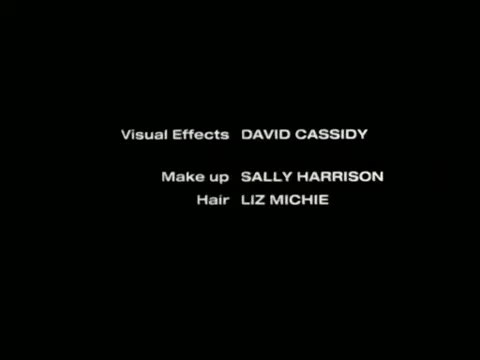 Visual Effects DAVID CASSIDY
Make up SALLY HARRISON
Hair LIZ MICHIE